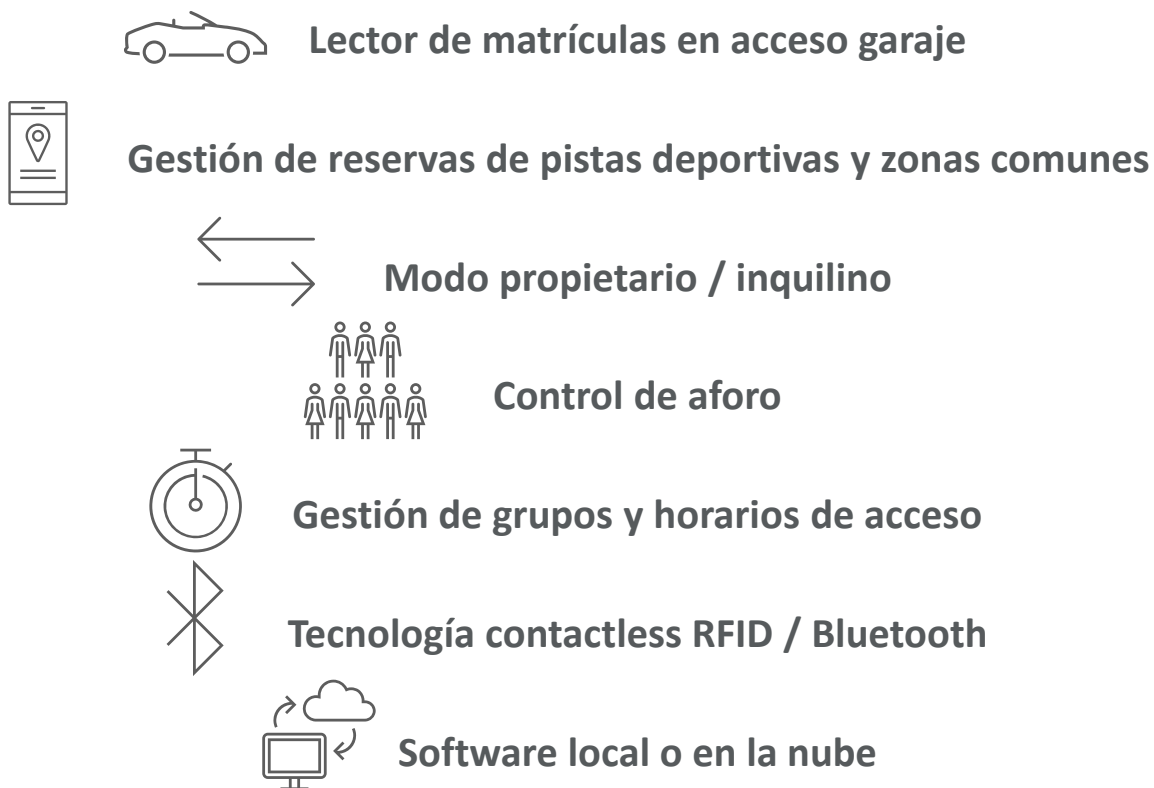 Lector de matrículas en acceso garaje
Gestión de reservas de pistas deportivas y zonas comunes
Modo propietario / inquilino
Control de aforo
Gestión de grupos y horarios de acceso
Tecnología contactless RFID / Bluetooth
Software local o en la nube